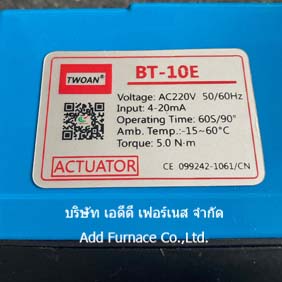 TWOAN®
BT-10E
Voltage: AC220V 50/60Hz
Input: 4-20mA
Operating Time: 60S/90°
Amb. Temp.:-15~60°C
Torque: 5.0 N·m
ACTUATOR
CE 099242-1061/CN
บริษัท เอดีดี เฟอร์เนส จำกัด
Add Furnace Co.,Ltd.